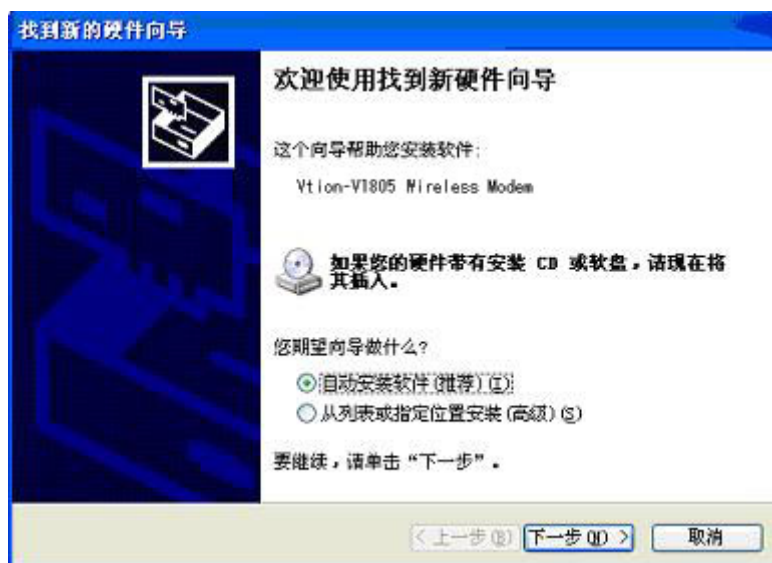 找到新的硬件向导
欢迎使用找到新硬件向导
这个向导帮助您安装软件:
Vtion-V1805 Wireless Modem
如果您的硬件带有安装 CD 或软盘,请现在将
其插入。
您期望向导做什么?
自动安装软件(推荐)(I)
从列表或指定位置安装(高级)(S)
要继续,请单击“下一步”。
< 上一步(B)
下一步(N) >
取消